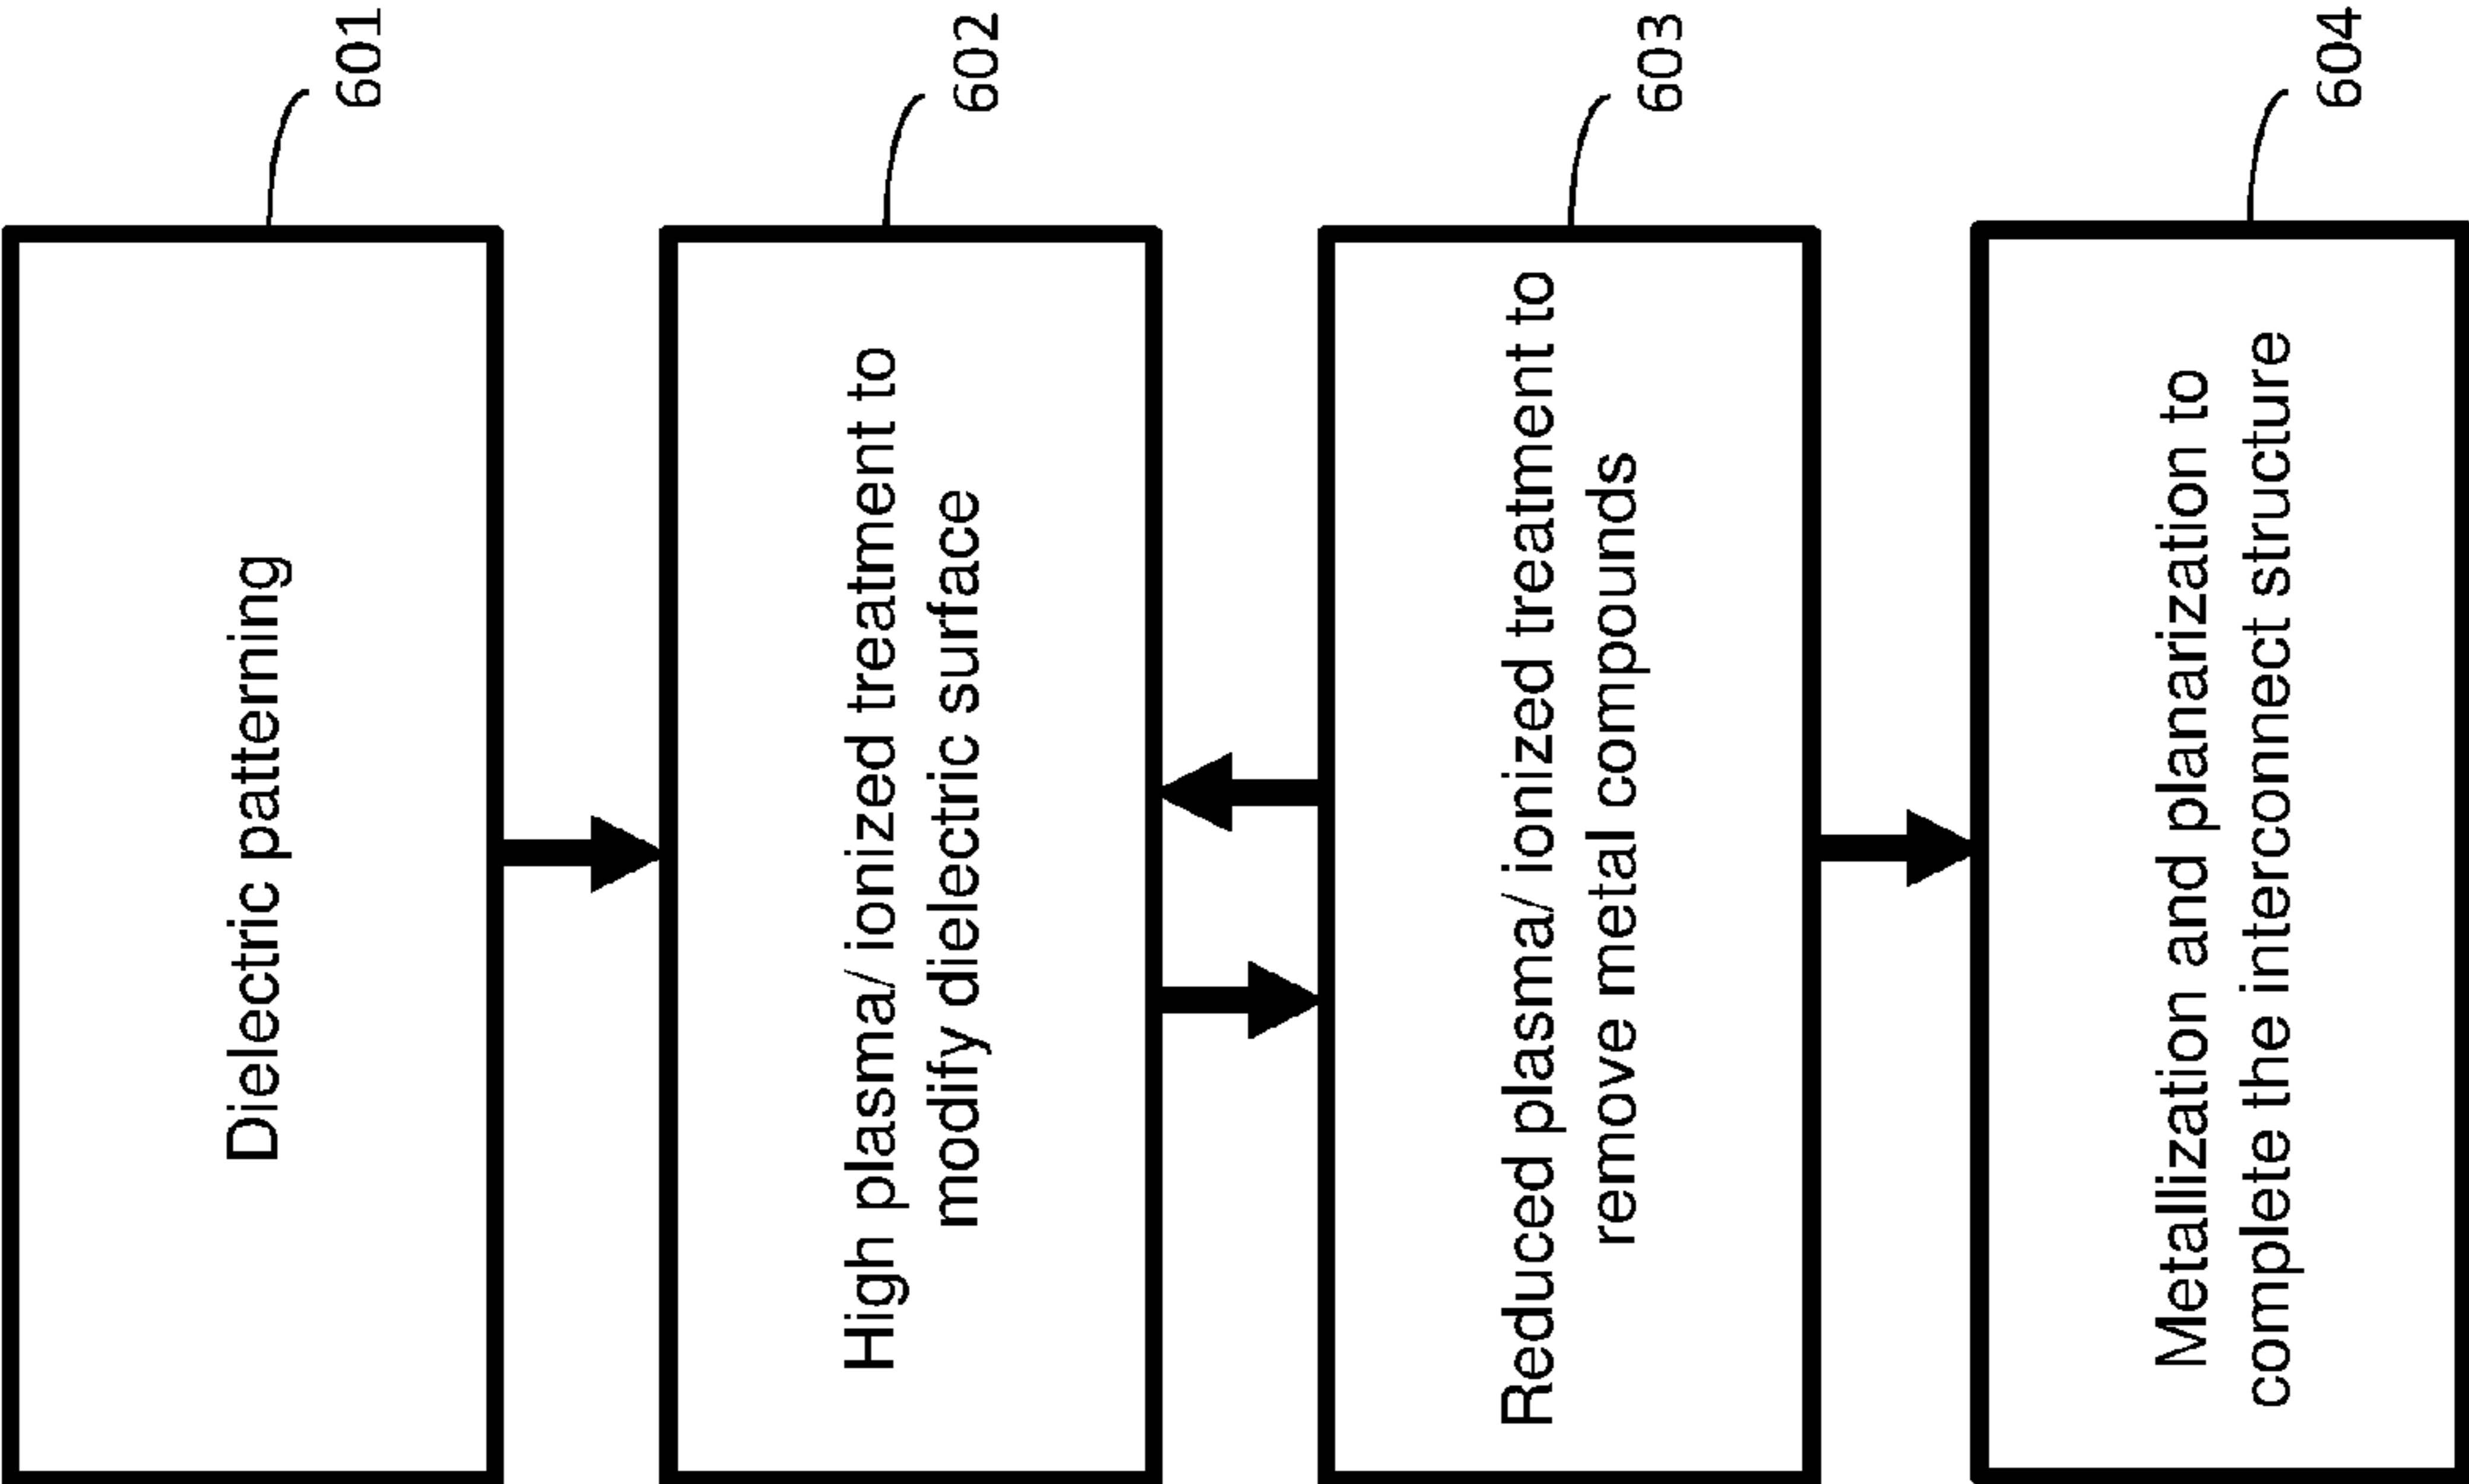 Dielectric patterning
601
High plasma/ ionized treatment to
modify dielectric surface
602
Reduced plasma/ ionized treatment to
remove metal compounds
603
Metallization and planarization to
complete the interconnect structure
604